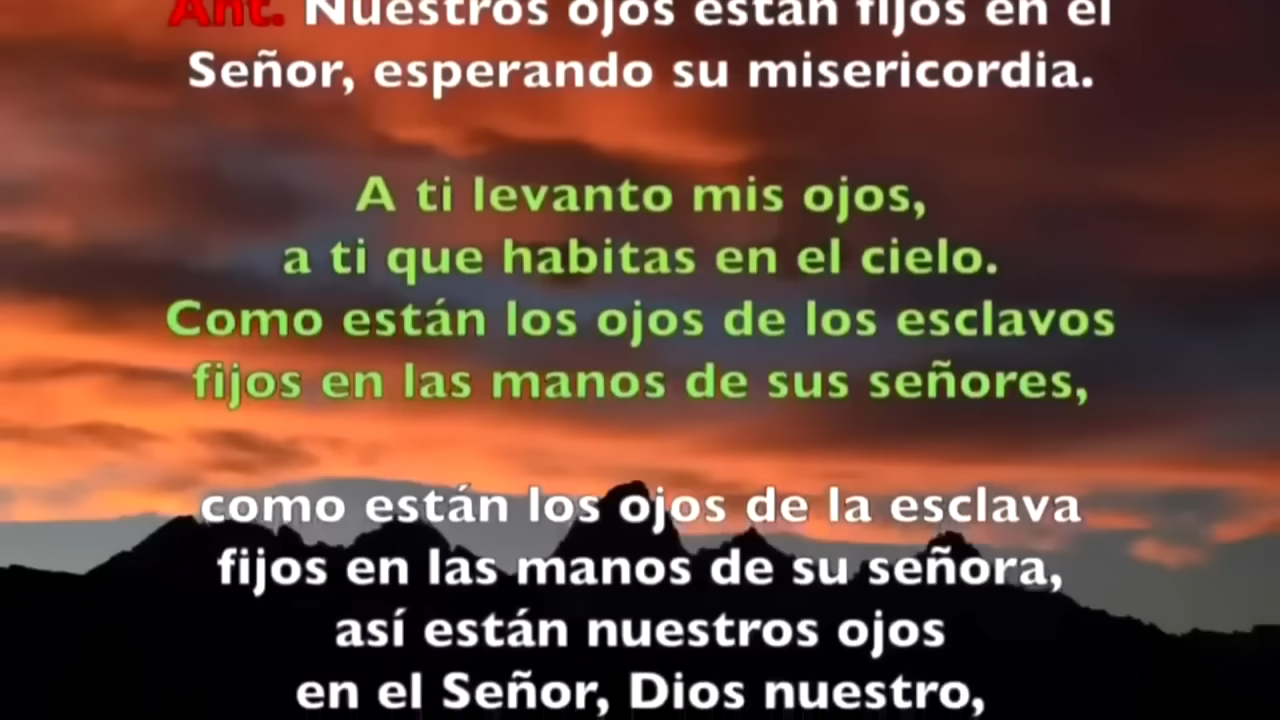 Ant. Nuestros ojos están fijos en el
Señor, esperando su misericordia.
A ti levanto mis ojos,
a ti que habitas en el cielo.
Como están los ojos de los esclavos
fijos en las manos de sus señores,
como están los ojos de la esclava
fijos en las manos de su señora,
así están nuestros ojos
en el Señor, Dios nuestro,